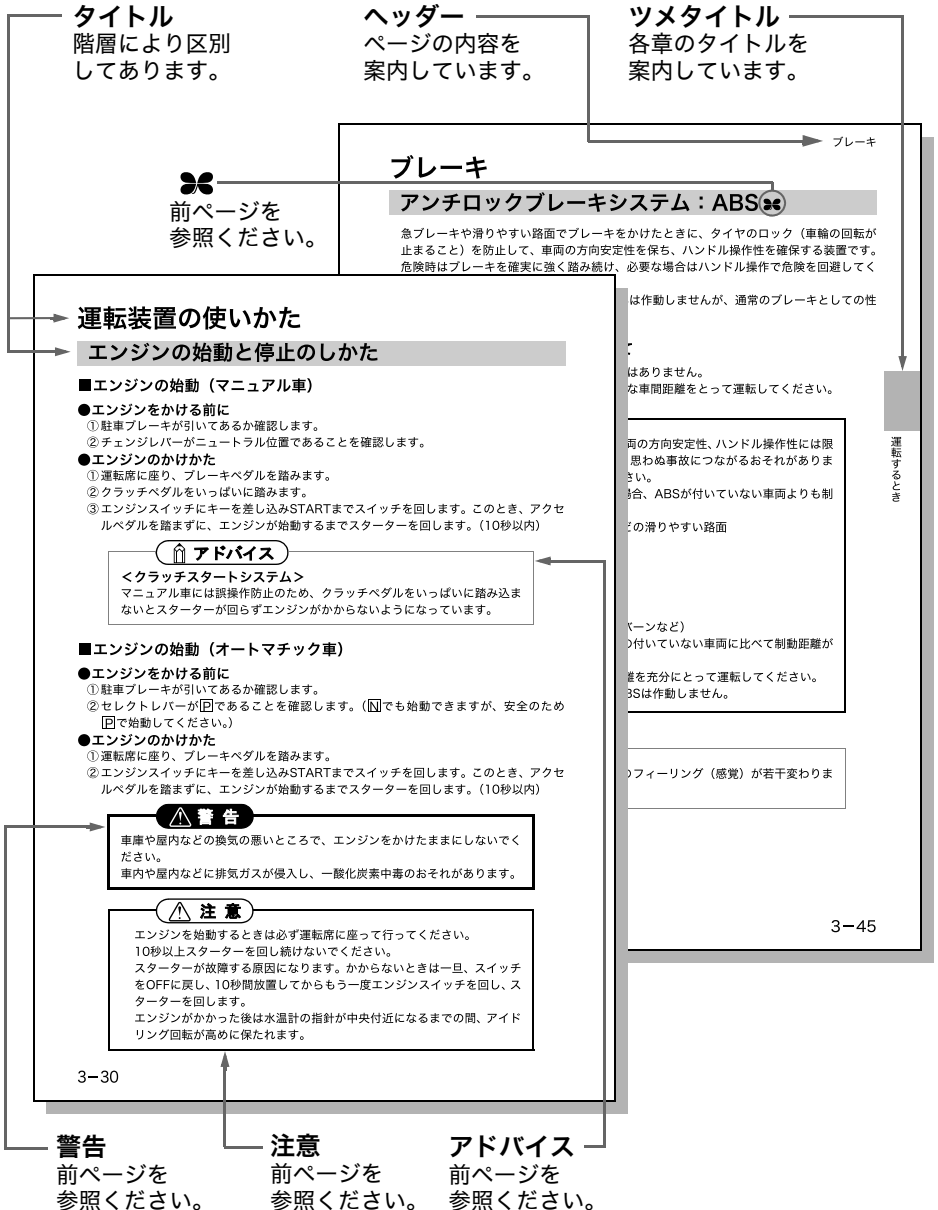 タイトル
階層により区別
してあります。
ヘッダー
ページの内容を
案内しています。
ツメタイトル
各章のタイトルを
案内しています。
前ページを
参照ください。
ブレーキ
ブレーキ
アンチロックブレーキシステム：ABS
急ブレーキや滑りやすい路面でブレーキをかけたときに、タイヤのロック（車輪の回転が
止まること）を防止して、車両の方向安定性を保ち、ハンドル操作性を確保する装置です。
危険時はブレーキを確実に強く踏み続け、必要な場合はハンドル操作で危険を回避してく
は作動しませんが、通常のブレーキとしての性
はありません。
な車間距離をとって運転してください。
両の方向安定性、ハンドル操作性には限
思わぬ事故につながるおそれがありま
さい。
場合、ABSが付いていない車両よりも制
どの滑りやすい路面
バーンなど）
の付いていない車両に比べて制動距離が
離を充分にとって運転してください。
BSは作動しません。
のフィーリング（感覚）が若干変わりま
3−45
運転するとき
運転装置の使いかた
エンジンの始動と停止のしかた
■エンジンの始動（マニュアル車）
●エンジンをかける前に
①駐車ブレーキが引いてあるか確認します。
②チェンジレバーがニュートラル位置であることを確認します。
●エンジンのかけかた
①運転席に座り、ブレーキペダルを踏みます。
②クラッチペダルをいっぱいに踏みます。
③エンジンスイッチにキーを差し込みSTARTまでスイッチを回します。このとき、アクセ
ルペダルを踏まずに、エンジンが始動するまでスターターを回します。（10秒以内）
アドバイス
＜クラッチスタートシステム＞
マニュアル車には誤操作防止のため、クラッチペダルをいっぱいに踏み込ま
ないとスターターが回らずエンジンがかからないようになっています。
■エンジンの始動（オートマチック車）
●エンジンをかける前に
①駐車ブレーキが引いてあるか確認します。
②セレクトレバーがPであることを確認します。（Nでも始動できますが、安全のため
Pで始動してください。）
●エンジンのかけかた
①運転席に座り、ブレーキペダルを踏みます。
②エンジンスイッチにキーを差し込みSTARTまでスイッチを回します。このとき、アクセ
ルペダルを踏まずに、エンジンが始動するまでスターターを回します。（10秒以内）
警告
車庫や屋内などの換気の悪いところで、エンジンをかけたままにしないでく
ださい。
車内や屋内などに排気ガスが侵入し、一酸化炭素中毒のおそれがあります。
注意
エンジンを始動するときは必ず運転席に座って行ってください。
10秒以上スターターを回し続けないでください。
スターターが故障する原因になります。かからないときは一旦、スイッチ
をOFFに戻し、10秒間放置してからもう一度エンジンスイッチを回し、ス
ターターを回します。
エンジンがかかった後は水温計の指針が中央付近になるまでの間、アイド
リング回転が高めに保たれます。
3−30
警告
前ページを
参照ください。
注意
前ページを
参照ください。
アドバイス
前ページを
参照ください。